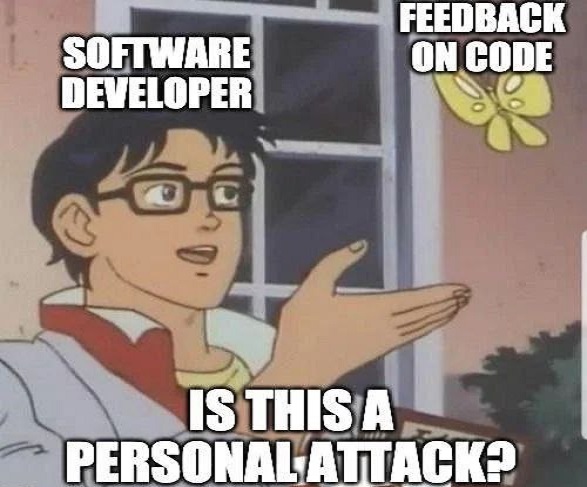 SOFTWARE
DEVELOPER
FEEDBACK
ON CODE
IS THIS A
PERSONAL ATTACK?